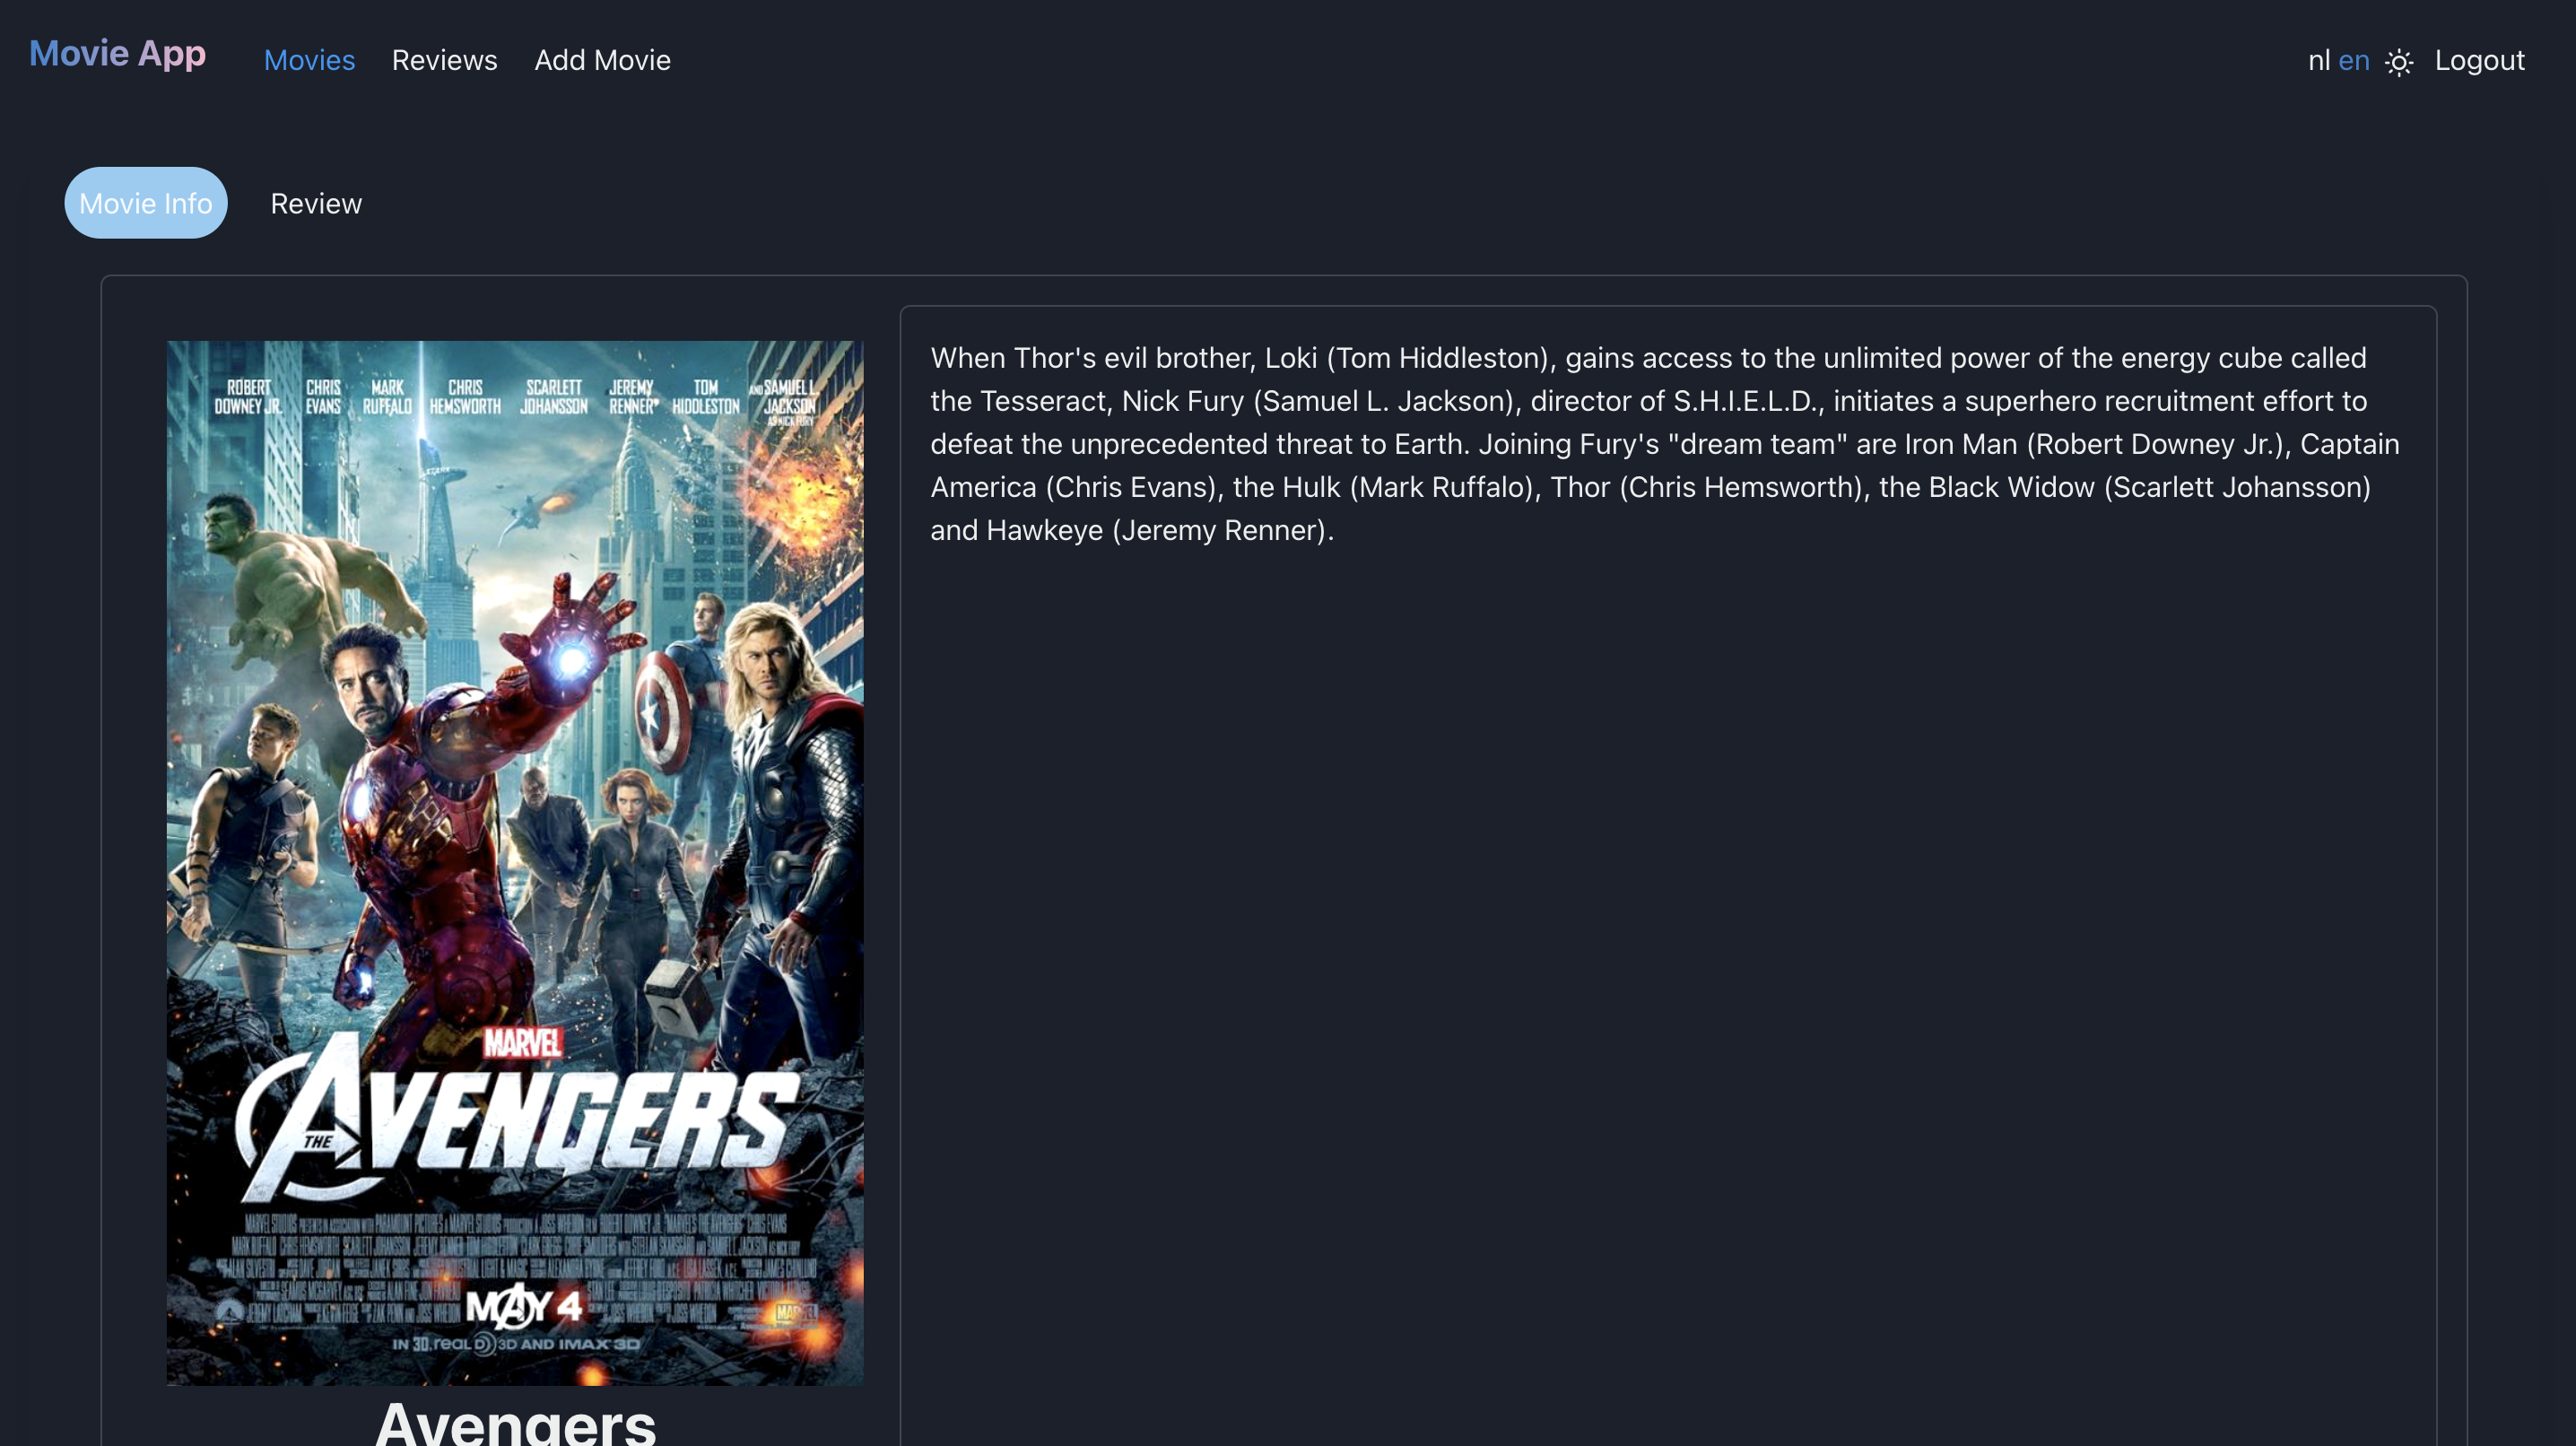 Movie App
Movies Reviews Add Movie
nl en Logout
Movie Info Review
ROBERT DOWNEY JR.
CHRIS EVANS
MARK RUFFALO
CHRIS HEMSWORTH
SCARLETT JOHANSSON
JEREMY RENNER
TOM HIDDLESTON
AND SAMUEL L. JACKSON
AS NICK FURY
STARK
MARVEL
THE AVENGERS
MAY 4
IN 3D, REAL D 3D AND IMAX 3D
Avengers
When Thor's evil brother, Loki (Tom Hiddleston), gains access to the unlimited power of the energy cube called
the Tesseract, Nick Fury (Samuel L. Jackson), director of S.H.I.E.L.D., initiates a superhero recruitment effort to
defeat the unprecedented threat to Earth. Joining Fury's "dream team" are Iron Man (Robert Downey Jr.), Captain
America (Chris Evans), the Hulk (Mark Ruffalo), Thor (Chris Hemsworth), the Black Widow (Scarlett Johansson)
and Hawkeye (Jeremy Renner).